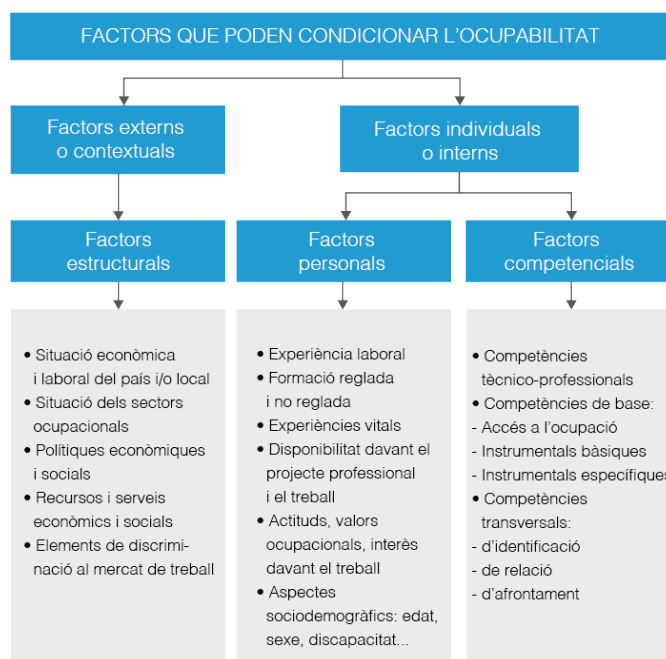 FACTORS QUE PODEN CONDICIONAR L'OCUPABILITAT
Factors externs
o contextuals
Factors individuals
o interns
Factors
estructurals
Factors
personals
Factors
competencials
• Situació econòmica
i laboral del país i/o local
• Situació dels sectors
ocupacionals
• Polítiques econòmiques
i socials
• Recursos i serveis
econòmics i socials
• Elements de discrimi-
nació al mercat de treball
• Experiència laboral
• Formació reglada
i no reglada
• Experiències vitals
• Disponibilitat davant el
projecte professional
i el treball
• Actituds, valors
ocupacionals, interès
davant el treball
• Aspectes
sociodemogràfics: edat,
sexe, discapacitat...
• Competències
tècnico-professionals
• Competències de base:
- Accés a l'ocupació
- Instrumentals bàsiques
- Instrumentals específiques
• Competències
transversals:
- d'identificació
- de relació
- d'afrontament